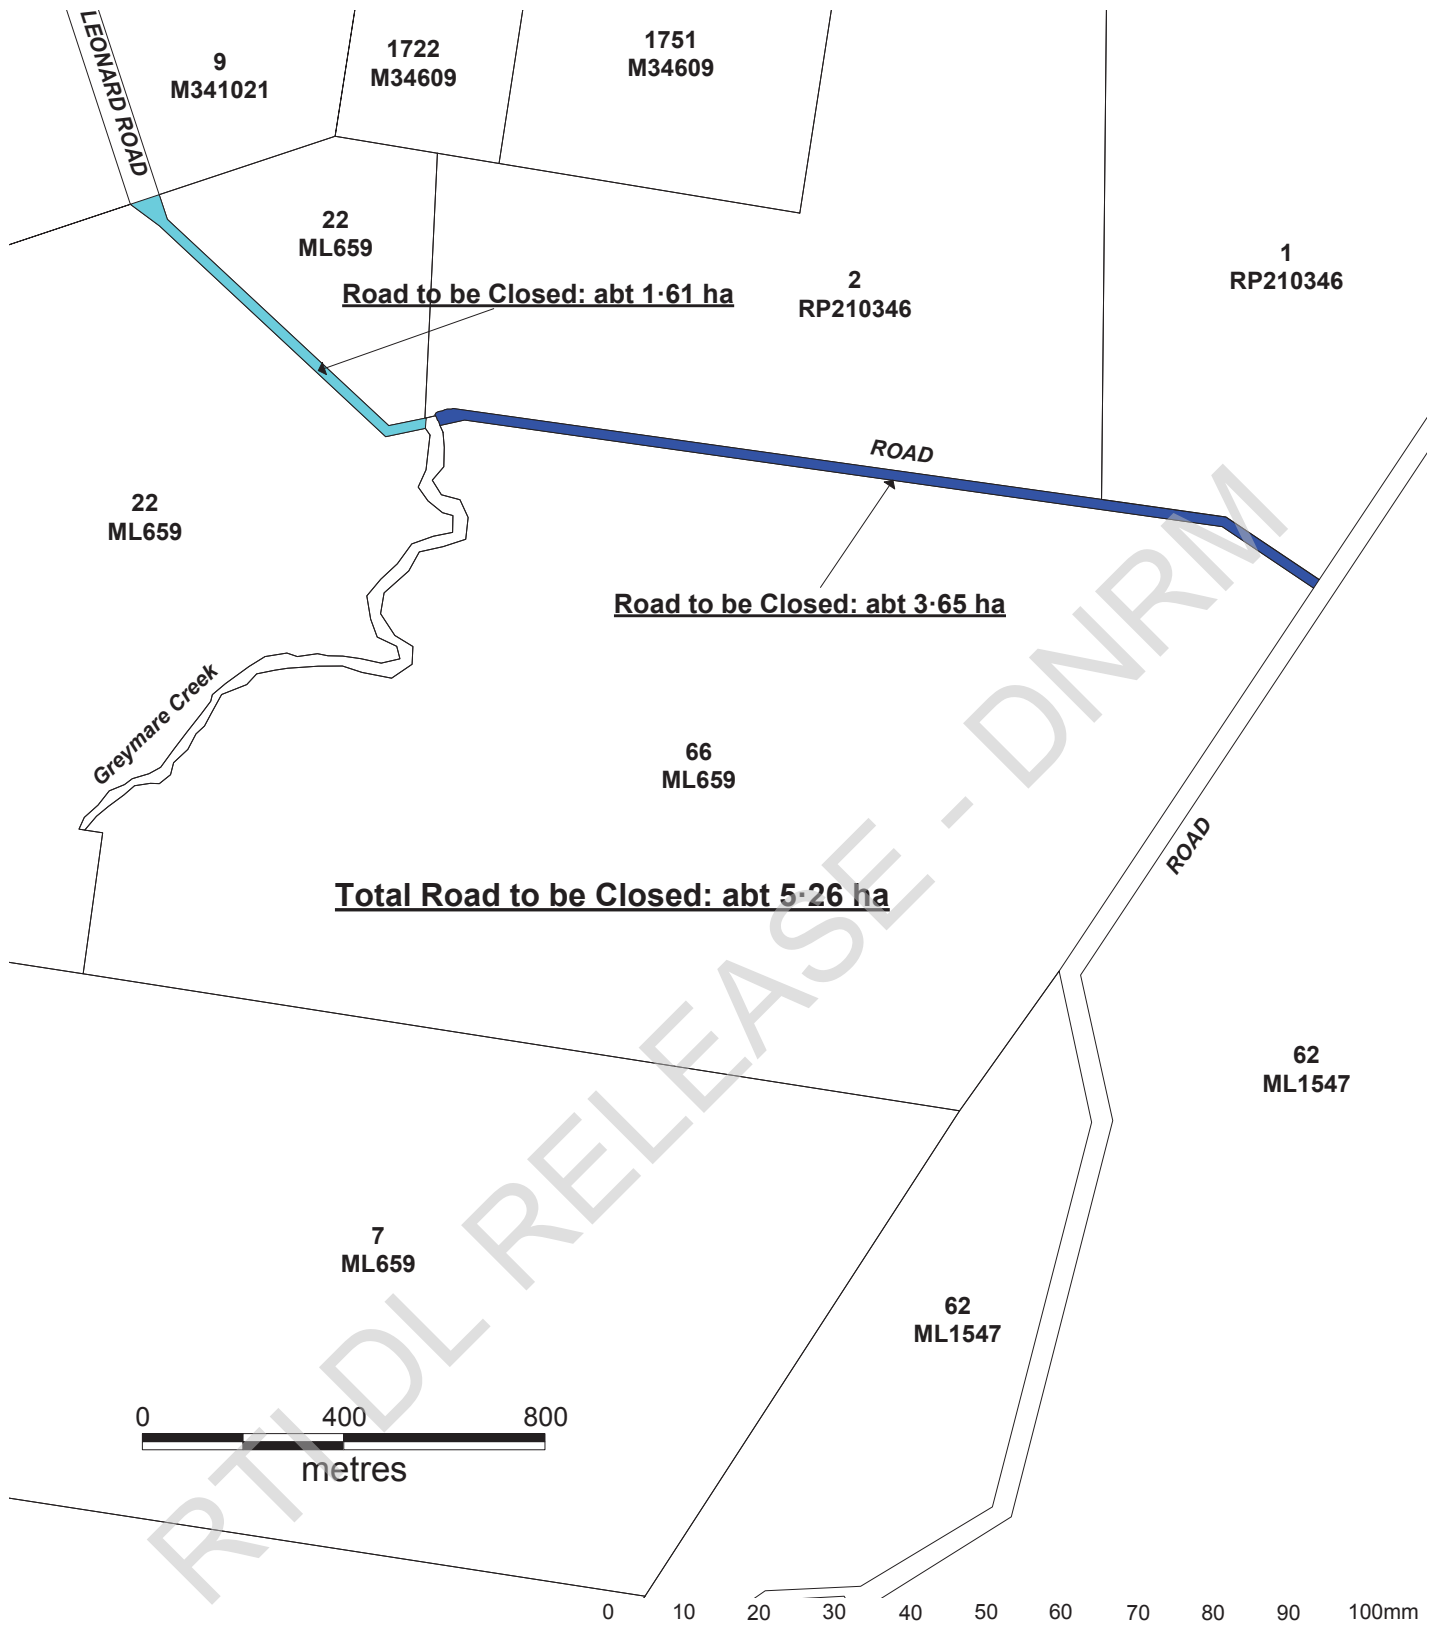 LEONARD ROAD
9
M341021
1722
M34609
1751
M34609
22
ML659
Road to be Closed: abt 1·61 ha
2
RP210346
1
RP210346
ROAD
22
ML659
Road to be Closed: abt 3·65 ha
Greymare Creek
66
ML659
ROAD
Total Road to be Closed: abt 5·26 ha
62
ML1547
7
ML659
62
ML1547
0 400 800
metres
RTI DL RELEASE - DNRM
0 10 20 30 40 50 60 70 80 90 100mm